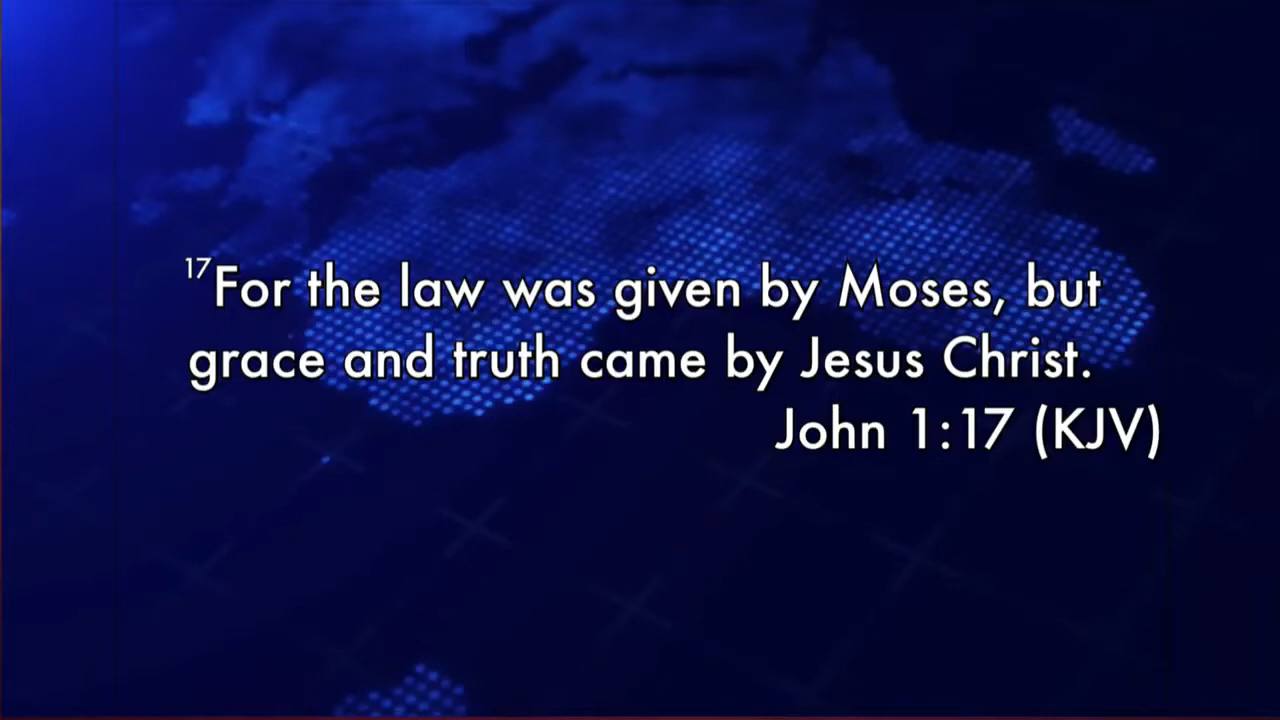 ¹⁷For the law was given by Moses, but
grace and truth came by Jesus Christ.
John 1:17 (KJV)